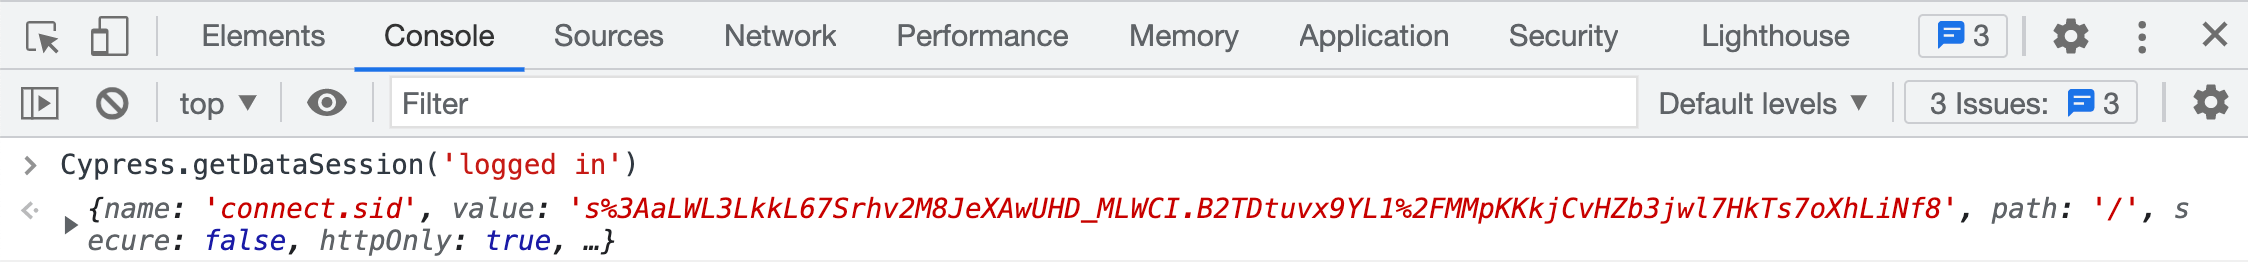 Elements Console Sources Network Performance Memory Application Security Lighthouse 3
top Filter Default levels 3 Issues: 3
Cypress.getDataSession('logged in')
{name: 'connect.sid', value: 's%3AaLWL3LkkL67Srhv2M8JeXAwUHD_MLWCI.B2TDtuvx9YL1%2FMMpKKkjCvHZb3jwl7HkTs7oXhLiNf8', path: '/', s
ecure: false, httpOnly: true, …}